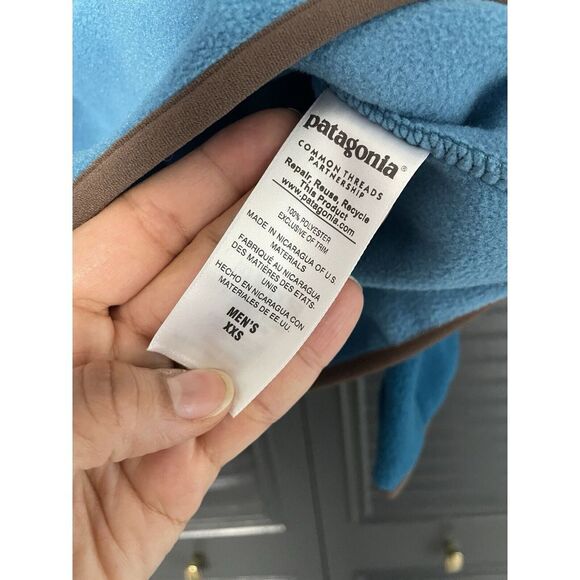 patagonia®
COMMON THREADS
PARTNERSHIP
Repair, Reuse, Recycle
This Product
www.patagonia.com
100% POLYESTER
EXCLUSIVE OF TRIM
MADE IN NICARAGUA OF U.S.
MATERIALS
FABRIQUÉ AU NICARAGUA
DES MATIÈRES DES ETATS-
UNIS
HECHO EN NICARAGUA CON
MATERIALES DE EE.UU.
MEN'S
XXS